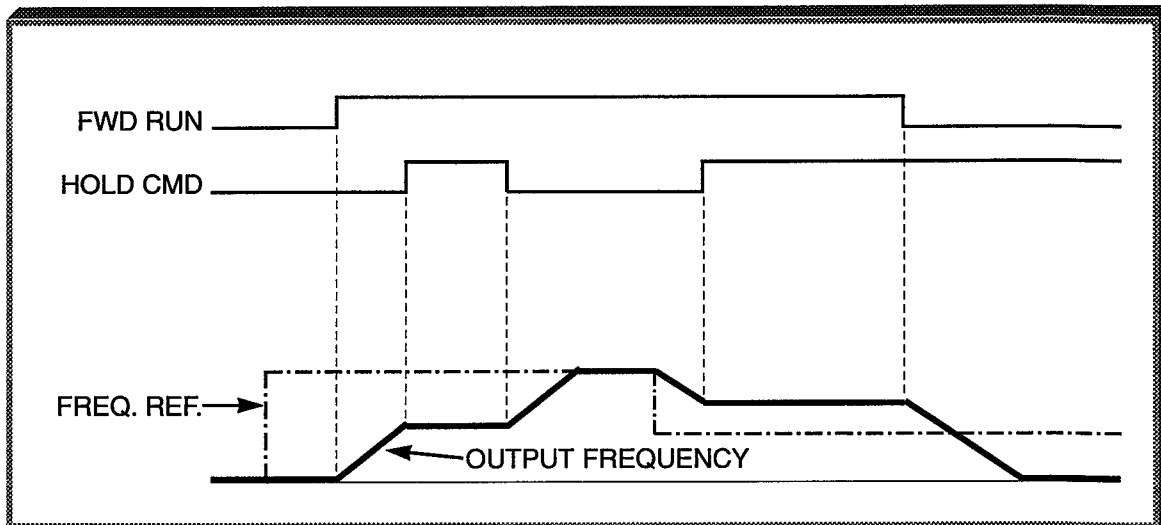 FWD RUN
HOLD CMD
FREQ. REF.
OUTPUT FREQUENCY